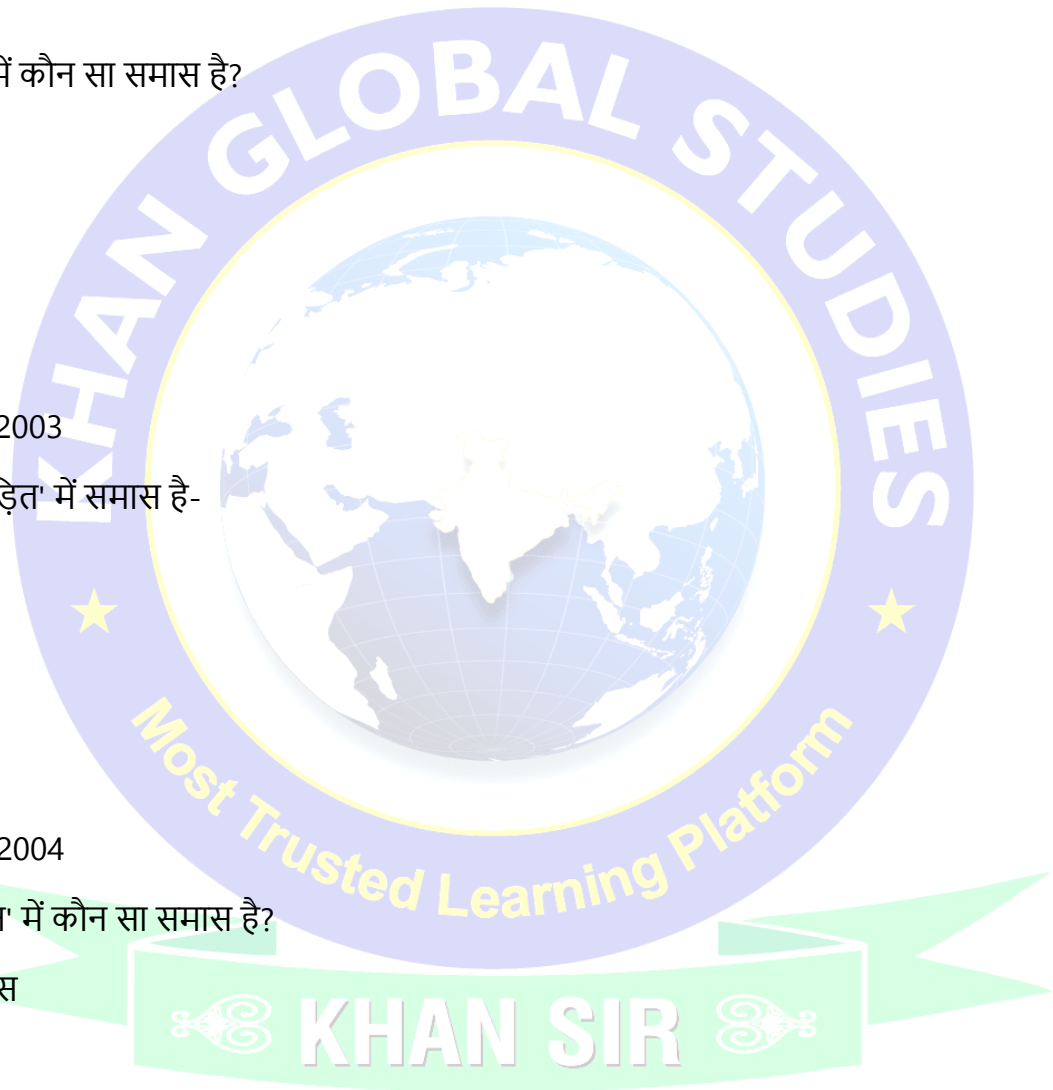 में कौन सा समास है?
KHAN GLOBAL STUDIES
2003
ड़ित' में समास है-
2004
' में कौन सा समास है?
स
Most Trusted Learning Platform
KHAN SIR